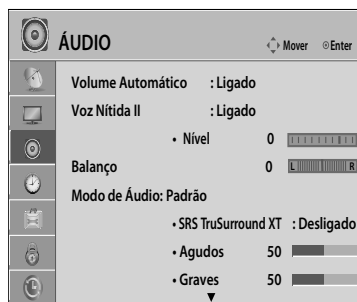 ÁUDIO Mover Enter
Volume Automático : Ligado
Voz Nítida II : Ligado
• Nível 0
Balanço 0 L R
Modo de Áudio: Padrão
• SRS TruSurround XT : Desligado
• Agudos 50
• Graves 50